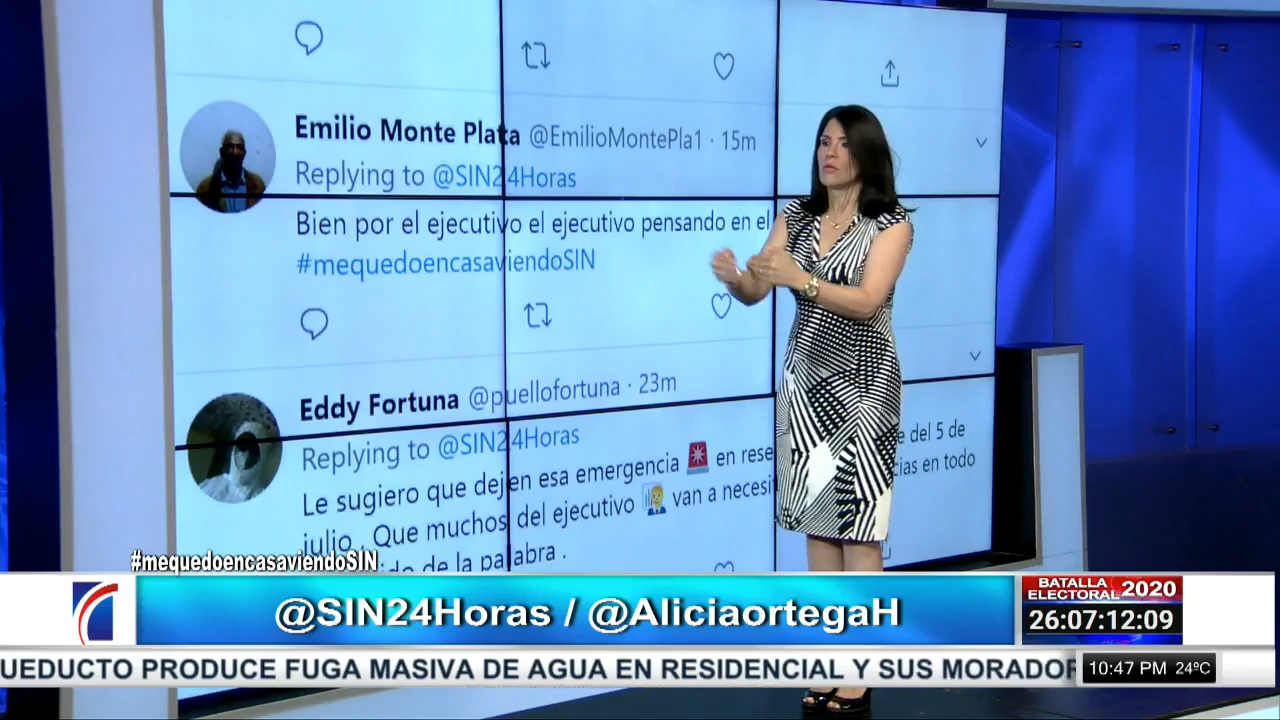 Emilio Monte Plata @EmilioMontePla1 · 15m
Replying to @SIN24Horas
Bien por el ejecutivo el ejecutivo pensando en el
#mequedoencasaviendoSIN
Eddy Fortuna @puellofortuna · 23m
Replying to @SIN24Horas
Le sugiero que dejen esa emergencia 🚨 en rese e del 5 de
julio . Que muchos del ejecutivo van a necesi cias en todo
de la palabra .
#mequedoencasaviendoSIN
@SIN24Horas / @AliciaortegaH
BATALLA
ELECTORAL 2020
26:07:12:09
UEDUCTO PRODUCE FUGA MASIVA DE AGUA EN RESIDENCIAL Y SUS MORADOR
10:47 PM 24ºC